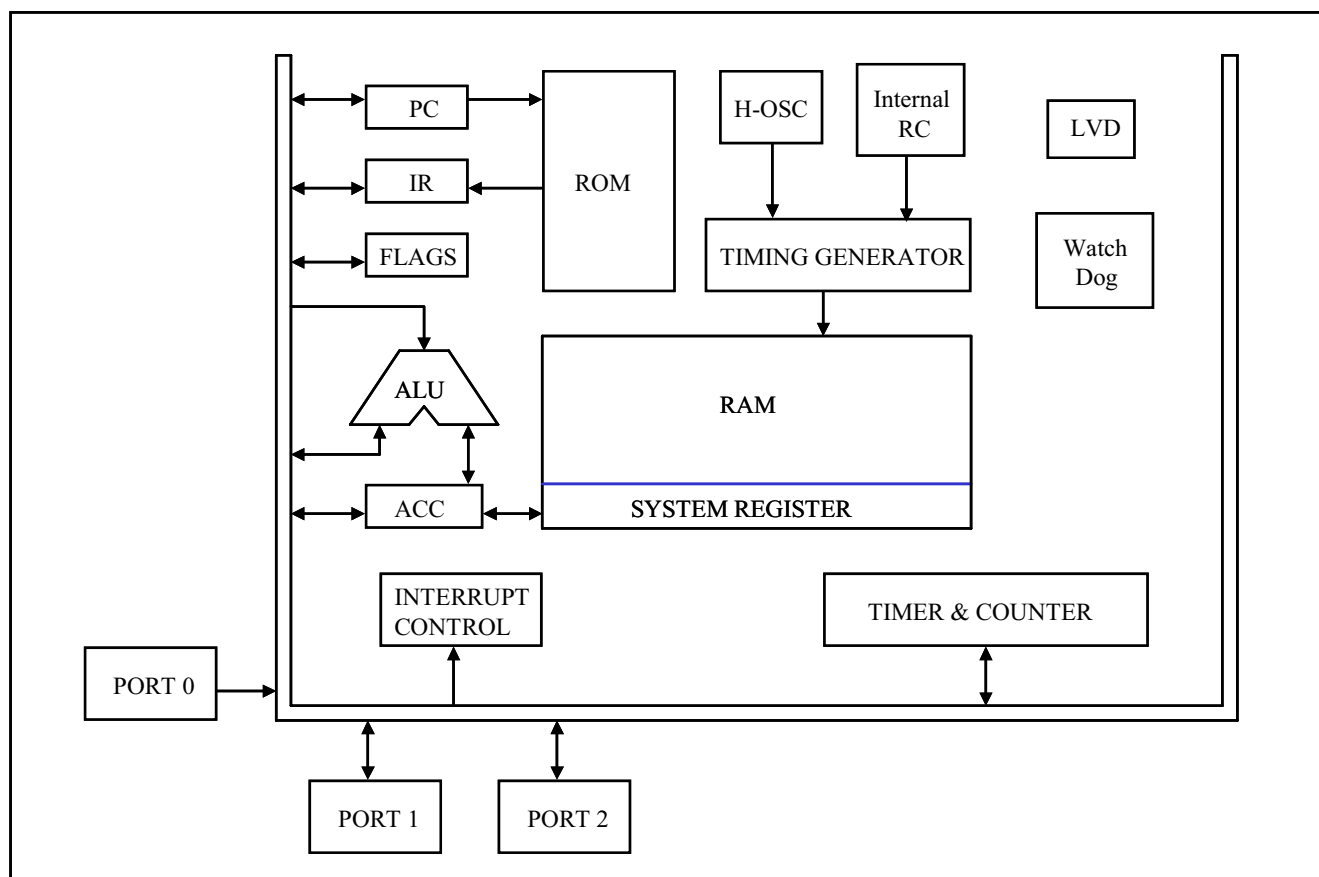 PC
IR
FLAGS
ROM
H-OSC
Internal
RC
LVD
TIMING GENERATOR
Watch
Dog
ALU
RAM
ACC
SYSTEM REGISTER
INTERRUPT
CONTROL
TIMER & COUNTER
PORT 0
PORT 1
PORT 2